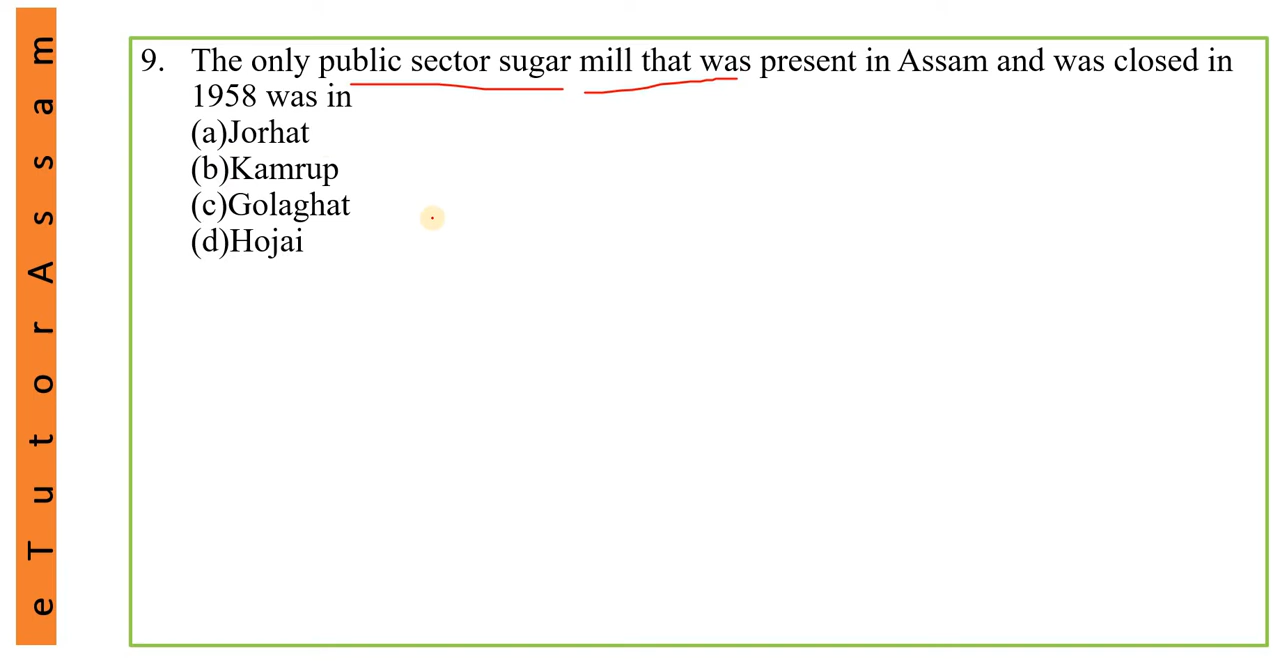 eTutorAssam
9. The only public sector sugar mill that was present in Assam and was closed in
1958 was in
(a)Jorhat
(b)Kamrup
(c)Golaghat
(d)Hojai